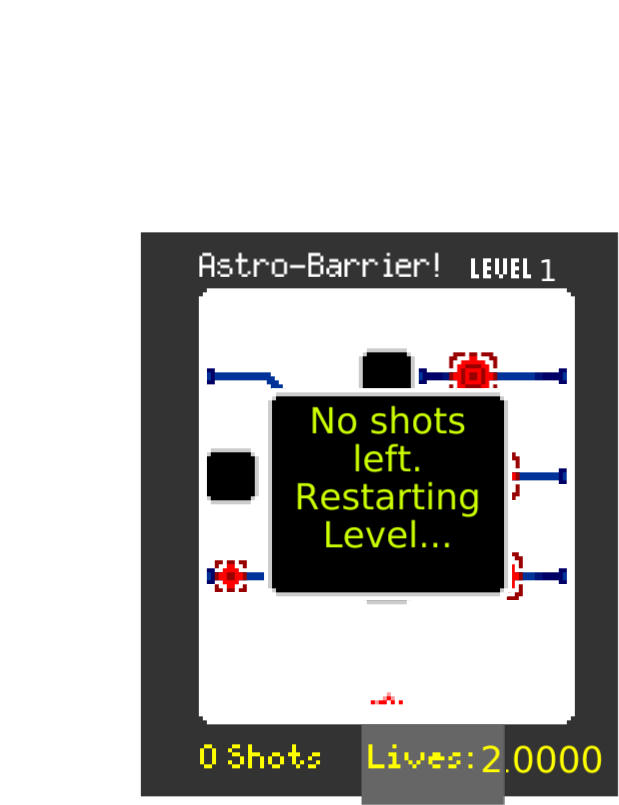 Astro-Barrier! LEVEL 1
No shots
left.
Restarting
Level...
0 Shots Lives: 2.0000